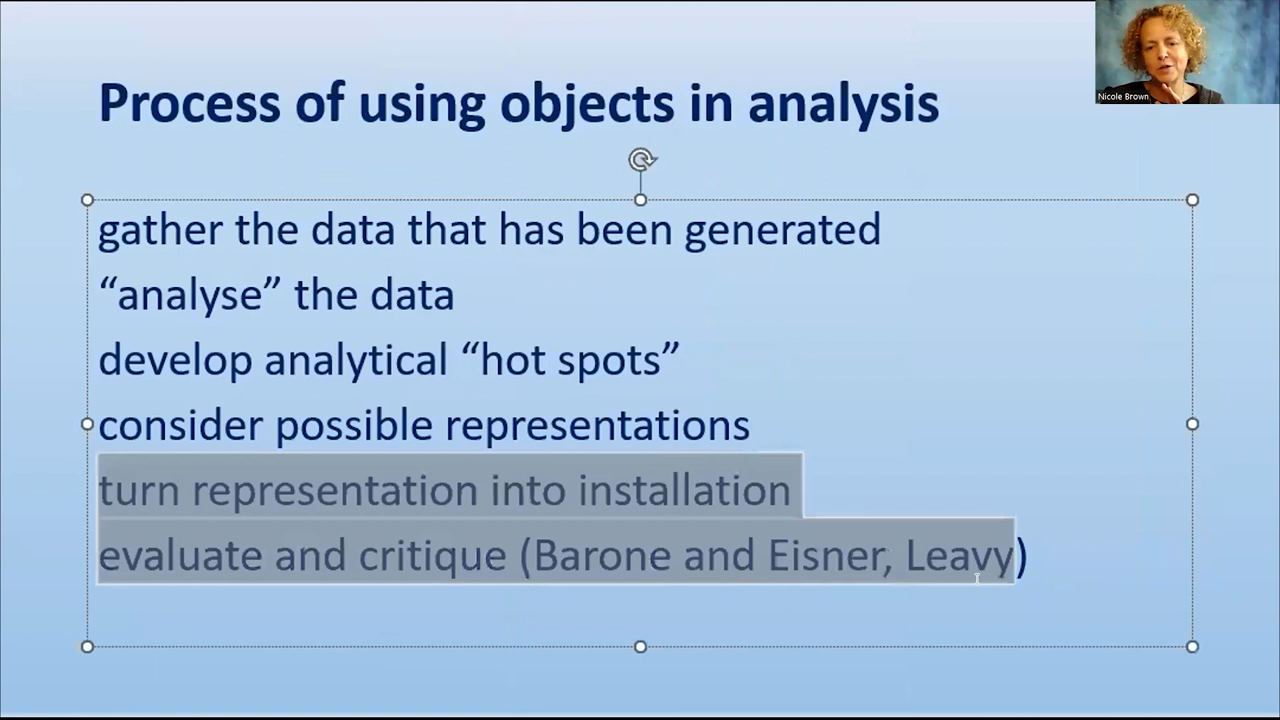 Process of using objects in analysis
Nicole Brown
gather the data that has been generated
“analyse” the data
develop analytical “hot spots”
consider possible representations
turn representation into installation
evaluate and critique (Barone and Eisner, Leavy)